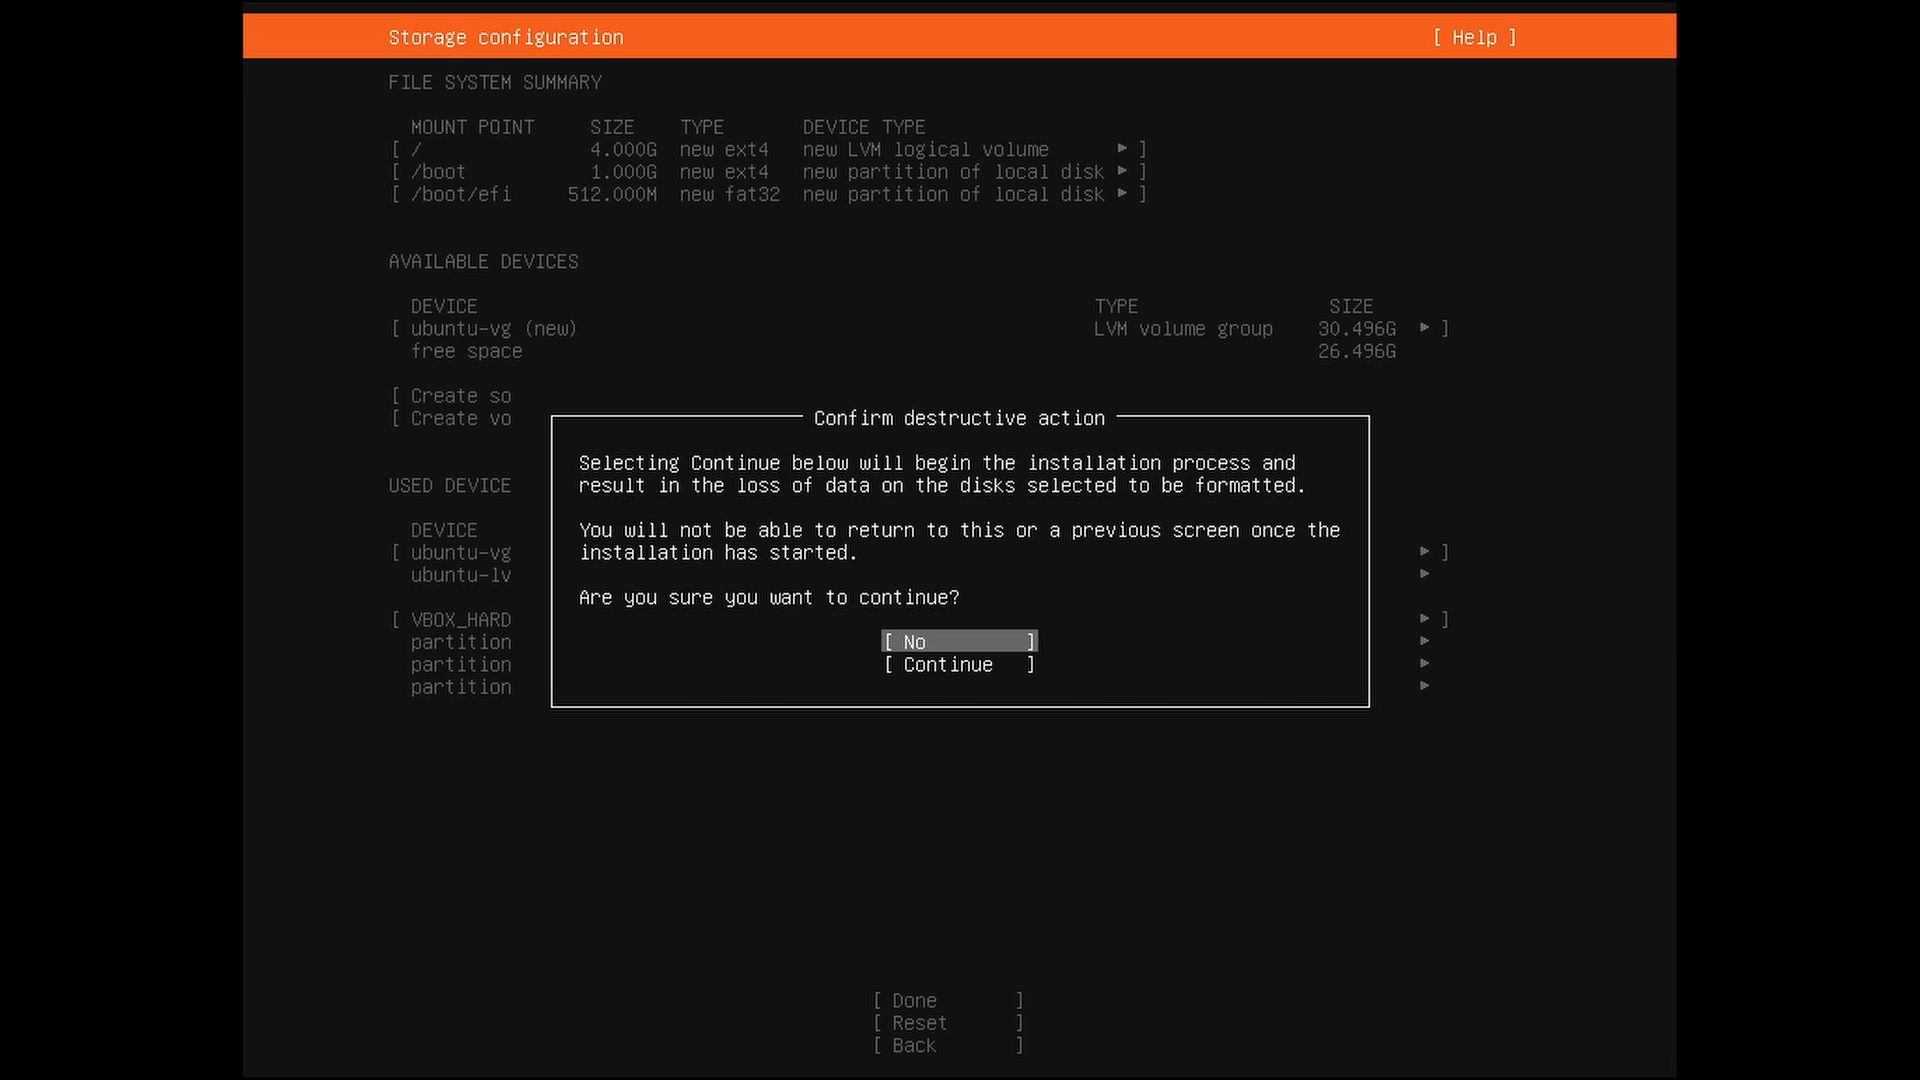 Storage configuration [ Help ]
FILE SYSTEM SUMMARY
MOUNT POINT SIZE TYPE DEVICE TYPE
[ / 4.000G new ext4 new LVM logical volume ▸ ]
[ /boot 1.000G new ext4 new partition of local disk ▸ ]
[ /boot/efi 512.000M new fat32 new partition of local disk ▸ ]
AVAILABLE DEVICES
DEVICE TYPE SIZE
[ ubuntu-vg (new) LVM volume group 30.496G ▸ ]
free space 26.496G
[ Create so
[ Create vo
Confirm destructive action
Selecting Continue below will begin the installation process and
result in the loss of data on the disks selected to be formatted.
You will not be able to return to this or a previous screen once the
installation has started.
Are you sure you want to continue?
[ No ]
[ Continue ]
USED DEVICE
DEVICE
[ ubuntu-vg ▸ ]
ubuntu-lv ▸
[ VBOX_HARD ▸ ]
partition ▸
partition ▸
partition ▸
[ Done ]
[ Reset ]
[ Back ]